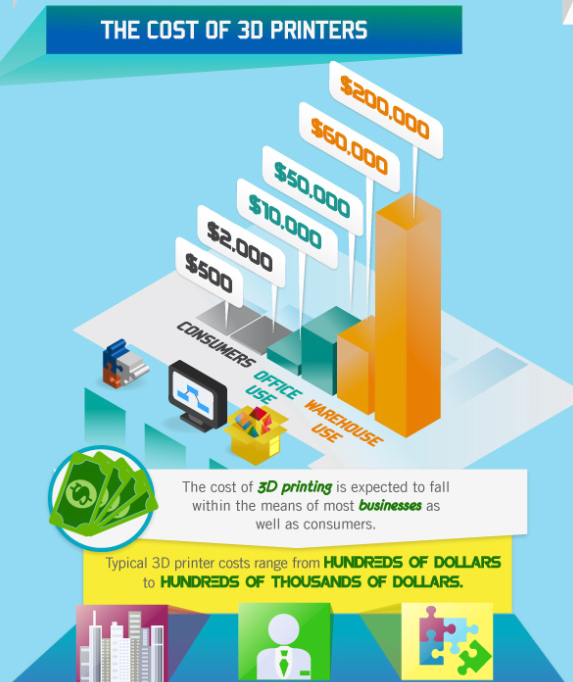 THE COST OF 3D PRINTERS
$200,000
$60,000
$50,000
$10,000
$2,000
$500
CONSUMERS
OFFICE
USE
WAREHOUSE
USE
The cost of 3D printing is expected to fall
within the means of most businesses as
well as consumers.
Typical 3D printer costs range from HUNDREDS OF DOLLARS
to HUNDREDS OF THOUSANDS OF DOLLARS.